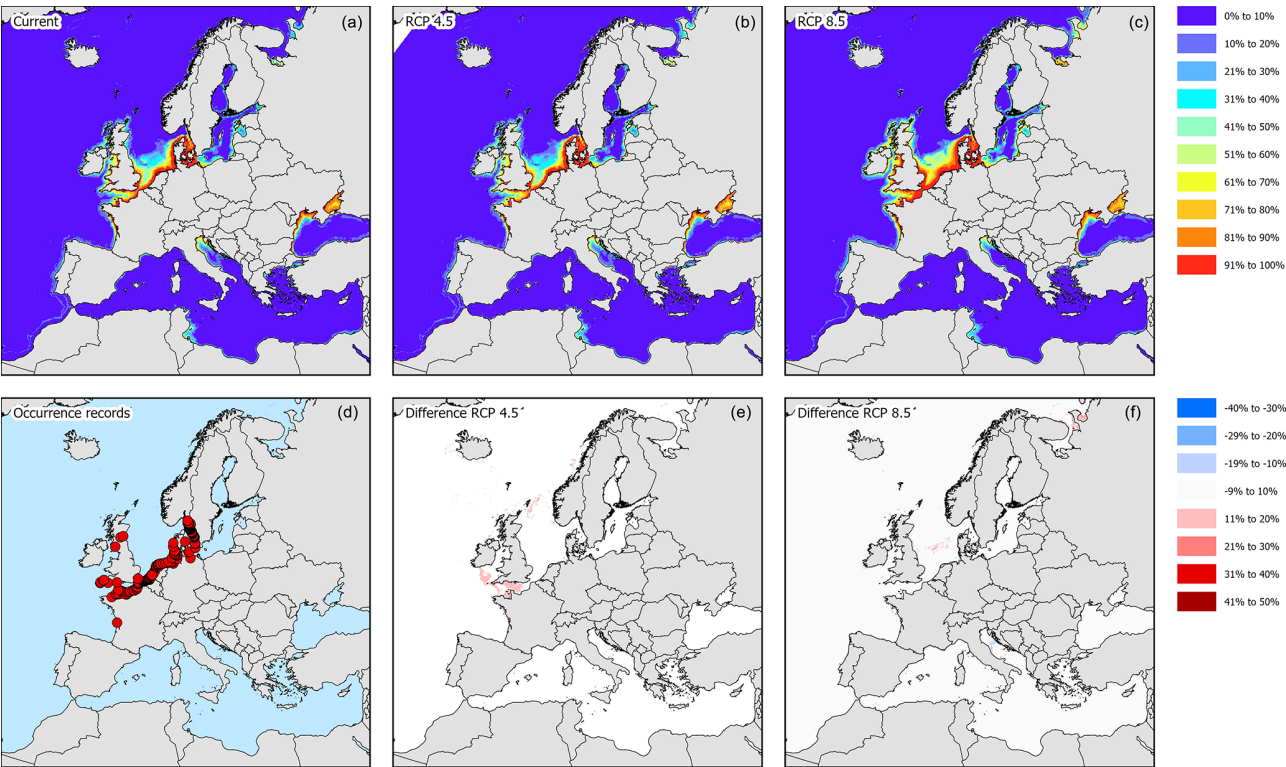 Current (a)
RCP 4.5 (b)
RCP 8.5 (c)
0% to 10%
10% to 20%
21% to 30%
31% to 40%
41% to 50%
51% to 60%
61% to 70%
71% to 80%
81% to 90%
91% to 100%
Occurrence records (d)
Difference RCP 4.5´ (e)
Difference RCP 8.5´ (f)
-40% to -30%
-29% to -20%
-19% to -10%
-9% to 10%
11% to 20%
21% to 30%
31% to 40%
41% to 50%